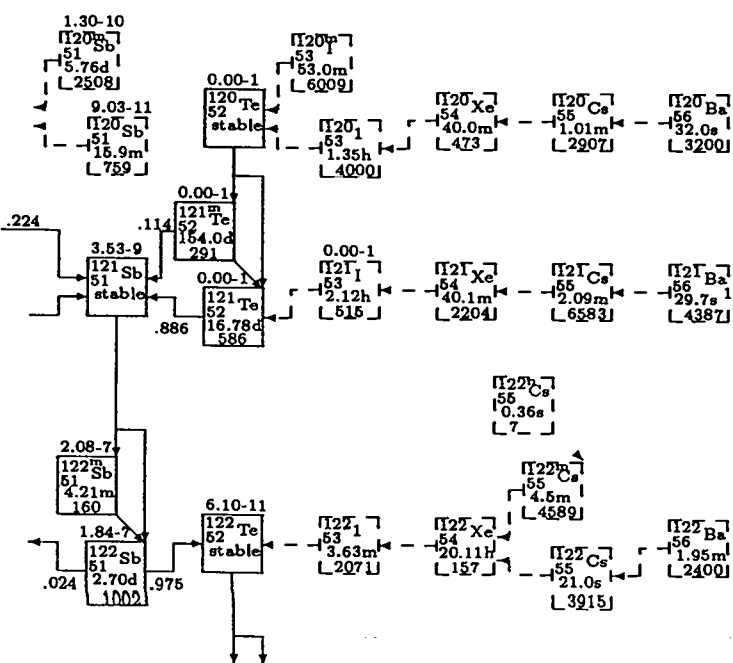 1.30-10
120m Sb
51
5.76d
2508
9.03-11
120 Sb
51
15.9m
759
0.00-1
120 Te
52
stable
120m I
53
53.0m
6009
120 1
53
1.35h
4000
120 Xe
54
40.0m
473
120 Cs
55
1.01m
2907
120 Ba
56
32.0s
3200
.224
3.53-9
121 Sb
51
stable
.114
.886
0.00-1
121m Te
52
154.0d
291
0.00-1
121 Te
52
16.78d
586
0.00-1
121 I
53
2.12h
515
121 Xe
54
40.1m
2204
121 Cs
55
2.09m
6583
121 Ba
56
29.7s
4387
1
122h Cs
55
0.36s
7
2.08-7
122m Sb
51
4.21m
160
1.84-7
122 Sb
51
2.70d
1002
.024
.975
6.10-11
122 Te
52
stable
122 1
53
3.63m
2071
122 Xe
54
20.11h
157
122m Cs
55
4.5m
4589
122 Cs
55
21.0s
3915
122 Ba
56
1.95m
2400